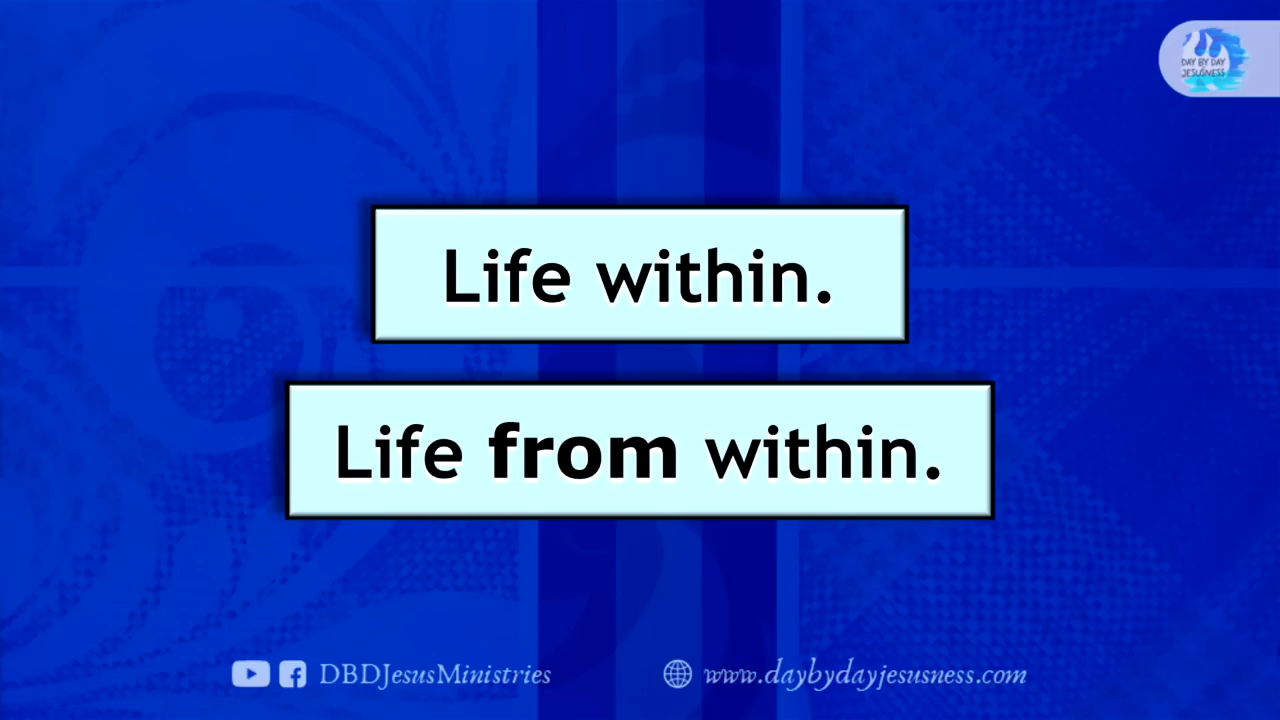 DAY BY DAY
JESUSNESS
Life within.
Life from within.
DBDJesusMinistries
www.daybydayjesusness.com